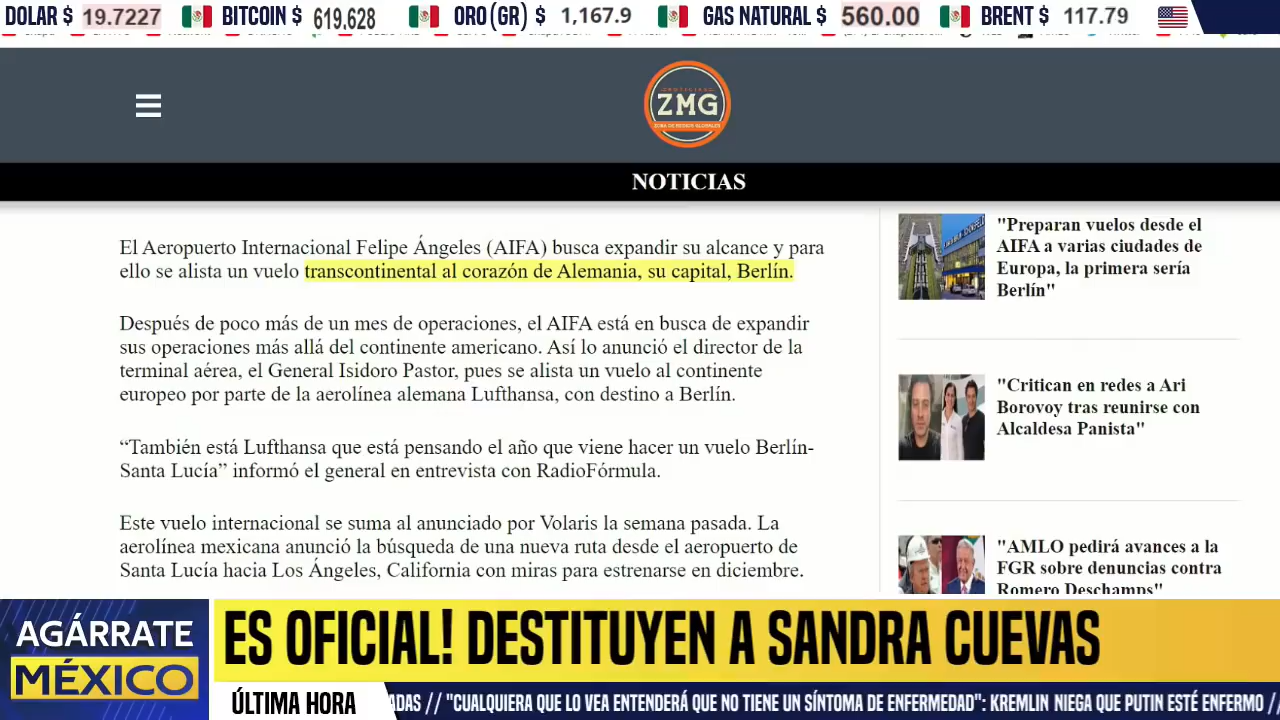 DOLAR $ 19.7227 BITCOIN $ 619.628 ORO (GR) $ 1,167.9 GAS NATURAL $ 560.00 BRENT $ 117.79
ZMG
NOTICIAS
El Aeropuerto Internacional Felipe Ángeles (AIFA) busca expandir su alcance y para
ello se alista un vuelo transcontinental al corazón de Alemania, su capital, Berlín.
Después de poco más de un mes de operaciones, el AIFA está en busca de expandir
sus operaciones más allá del continente americano. Así lo anunció el director de la
terminal aérea, el General Isidoro Pastor, pues se alista un vuelo al continente
europeo por parte de la aerolínea alemana Lufthansa, con destino a Berlín.
“También está Lufthansa que está pensando el año que viene hacer un vuelo Berlín-
Santa Lucía” informó el general en entrevista con RadioFórmula.
Este vuelo internacional se suma al anunciado por Volaris la semana pasada. La
aerolínea mexicana anunció la búsqueda de una nueva ruta desde el aeropuerto de
Santa Lucía hacia Los Ángeles, California con miras para estrenarse en diciembre.
"Preparan vuelos desde el
AIFA a varias ciudades de
Europa, la primera sería
Berlín"
"Critican en redes a Ari
Borovoy tras reunirse con
Alcaldesa Panista"
"AMLO pedirá avances a la
FGR sobre denuncias contra
Romero Deschamps"
AGÁRRATE
MÉXICO
ES OFICIAL! DESTITUYEN A SANDRA CUEVAS
ÚLTIMA HORA
ADAS // "CUALQUIERA QUE LO VEA ENTENDERÁ QUE NO TIENE UN SÍNTOMA DE ENFERMEDAD": KREMLIN NIEGA QUE PUTIN ESTÉ ENFERMO //